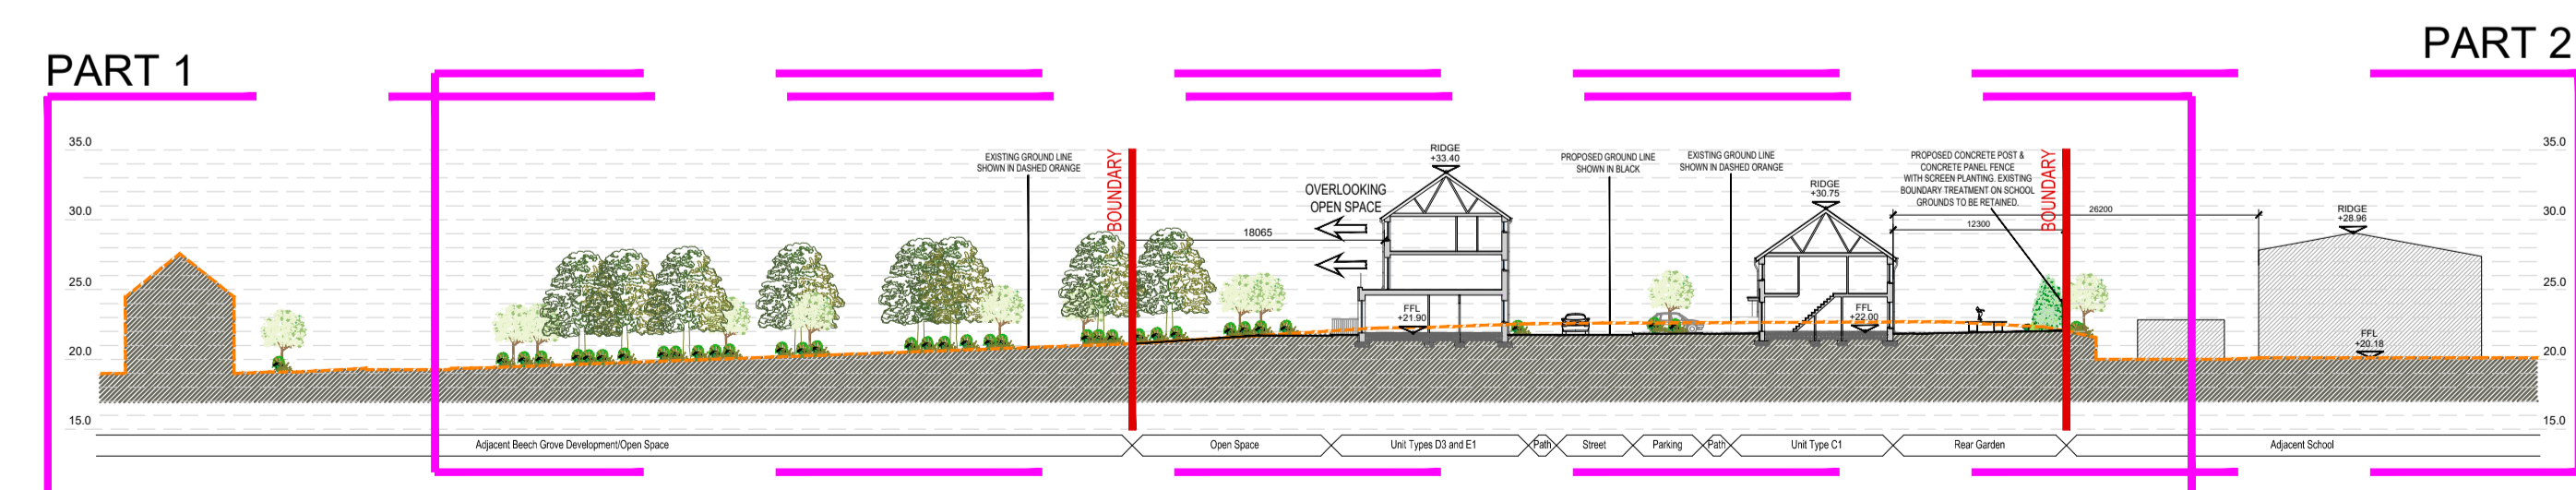 PART 1
PART 2
35.0
30.0
25.0
20.0
15.0
EXISTING GROUND LINE
SHOWN IN DASHED ORANGE
BOUNDARY
18065
OVERLOOKING
OPEN SPACE
RIDGE
+33.40
FFL
+21.90
PROPOSED GROUND LINE
SHOWN IN BLACK
EXISTING GROUND LINE
SHOWN IN DASHED ORANGE
RIDGE
+30.75
FFL
+22.00
PROPOSED CONCRETE POST &
CONCRETE PANEL FENCE
WITH SCREEN PLANTING. EXISTING
BOUNDARY TREATMENT ON SCHOOL
GROUNDS TO BE RETAINED.
12300
BOUNDARY
26200
RIDGE
+28.96
FFL
+20.18
35.0
30.0
25.0
20.0
15.0
Adjacent Beech Grove Development/Open Space
Open Space
Unit Types D3 and E1
Path
Street
Parking
Path
Unit Type C1
Rear Garden
Adjacent School